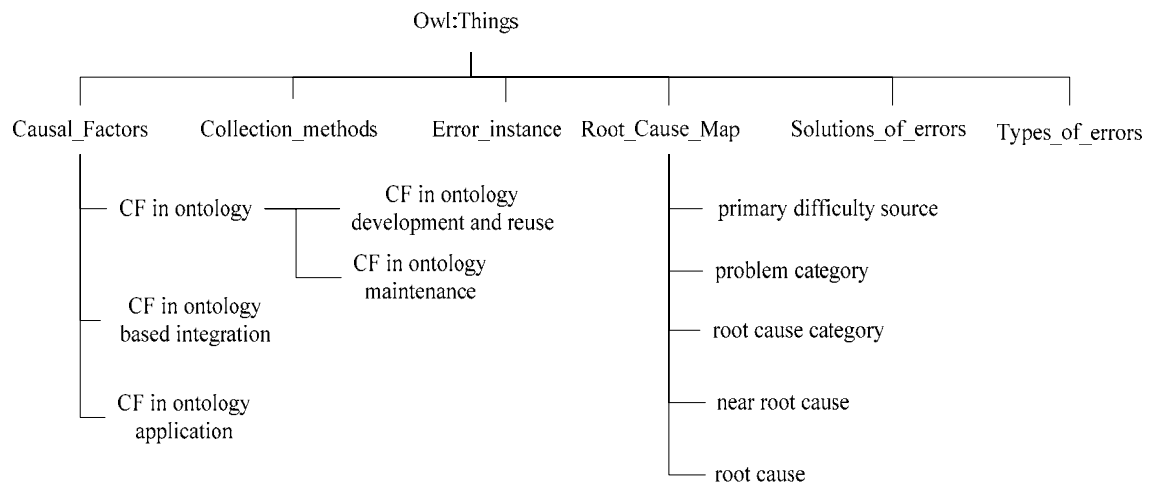 Owl:Things
Causal_Factors
Collection_methods
Error_instance
Root_Cause_Map
Solutions_of_errors
Types_of_errors
CF in ontology
CF in ontology
development and reuse
CF in ontology
maintenance
CF in ontology
based integration
CF in ontology
application
primary difficulty source
problem category
root cause category
near root cause
root cause